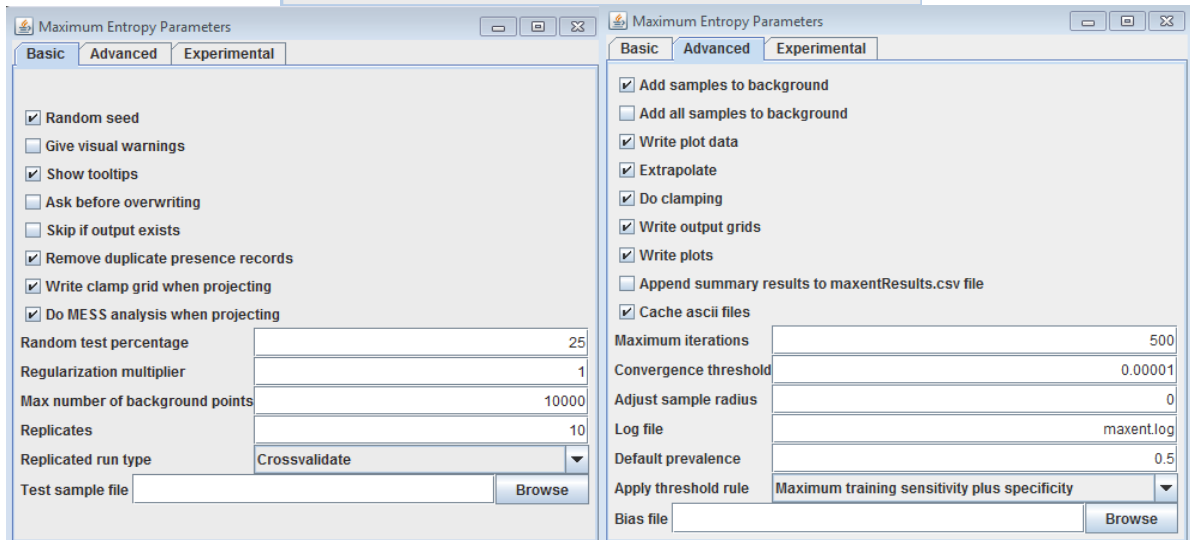 Maximum Entropy Parameters
Basic Advanced Experimental
Random seed
Give visual warnings
Show tooltips
Ask before overwriting
Skip if output exists
Remove duplicate presence records
Write clamp grid when projecting
Do MESS analysis when projecting
Random test percentage 25
Regularization multiplier 1
Max number of background points 10000
Replicates 10
Replicated run type Crossvalidate
Test sample file Browse
Maximum Entropy Parameters
Basic Advanced Experimental
Add samples to background
Add all samples to background
Write plot data
Extrapolate
Do clamping
Write output grids
Write plots
Append summary results to maxentResults.csv file
Cache ascii files
Maximum iterations 500
Convergence threshold 0.00001
Adjust sample radius 0
Log file maxent.log
Default prevalence 0.5
Apply threshold rule Maximum training sensitivity plus specificity
Bias file Browse